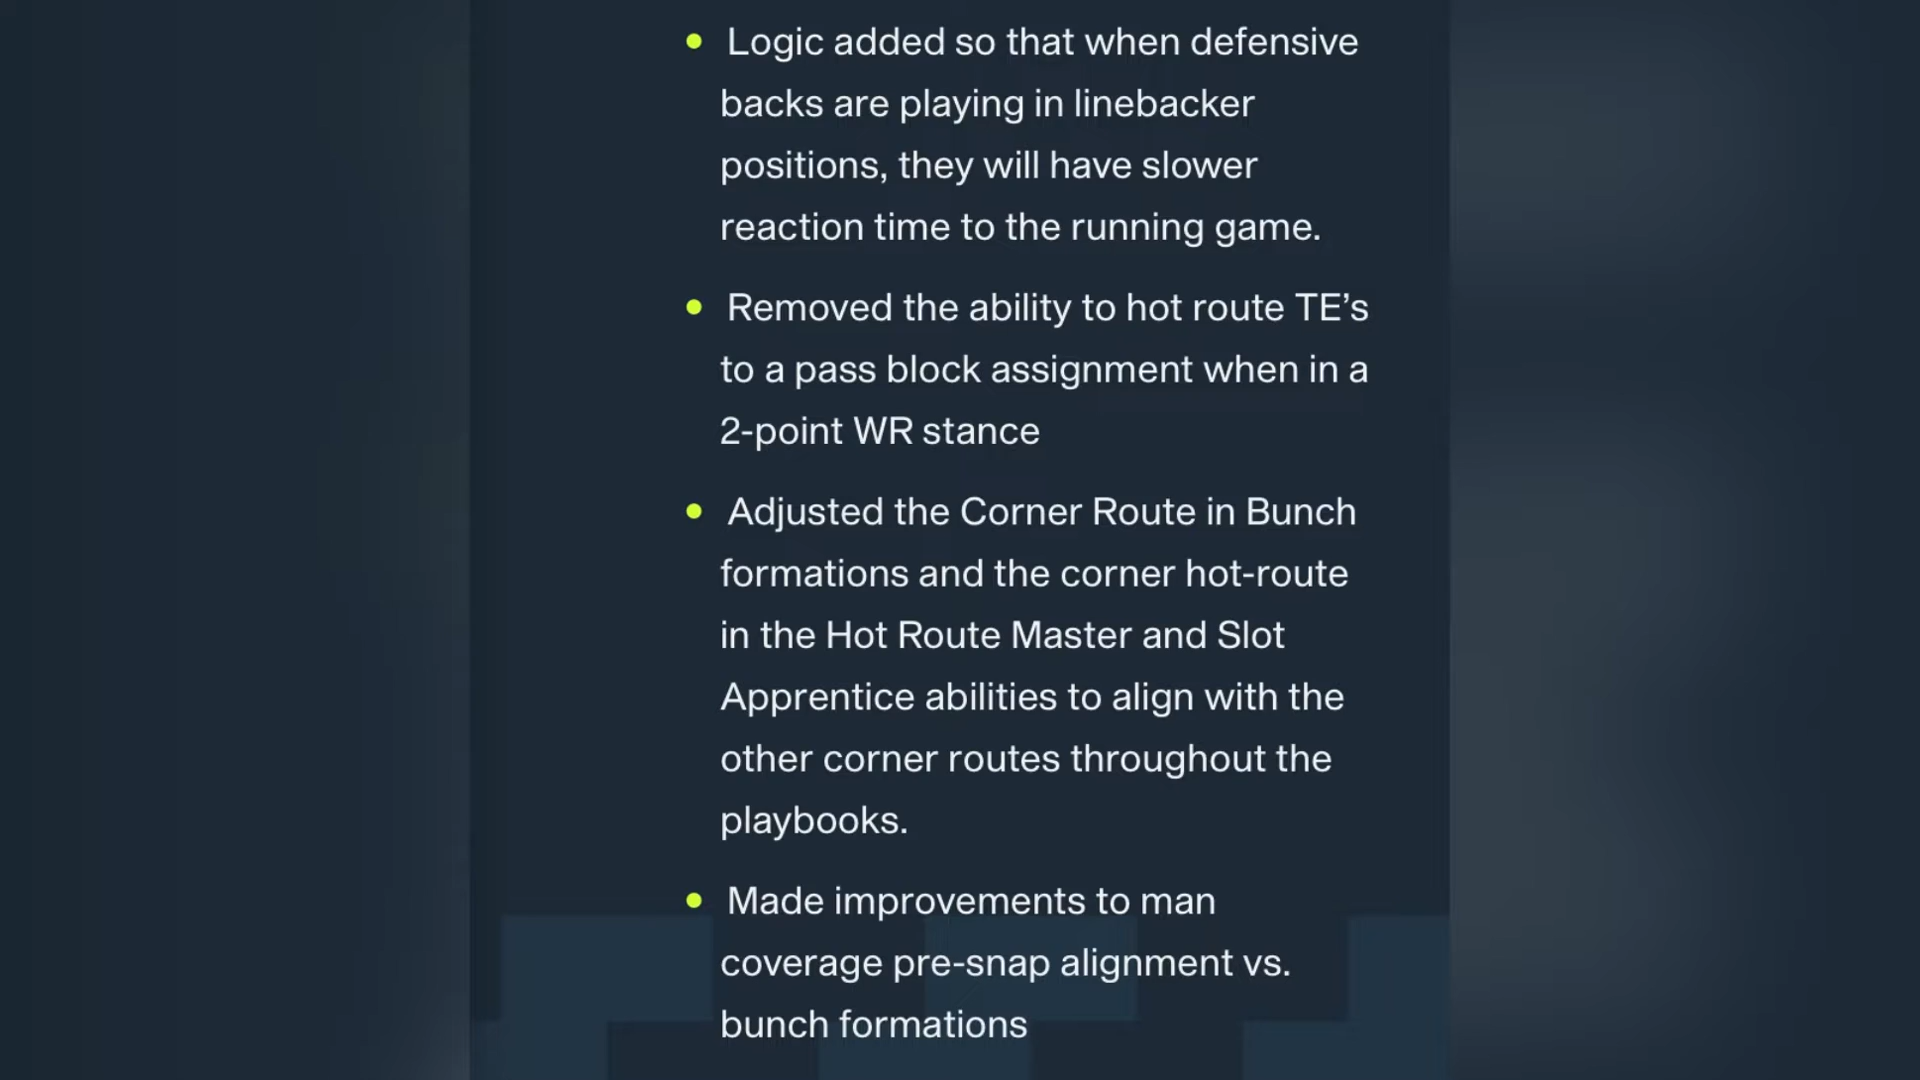 Logic added so that when defensive
backs are playing in linebacker
positions, they will have slower
reaction time to the running game.
Removed the ability to hot route TE’s
to a pass block assignment when in a
2-point WR stance
Adjusted the Corner Route in Bunch
formations and the corner hot-route
in the Hot Route Master and Slot
Apprentice abilities to align with the
other corner routes throughout the
playbooks.
Made improvements to man
coverage pre-snap alignment vs.
bunch formations